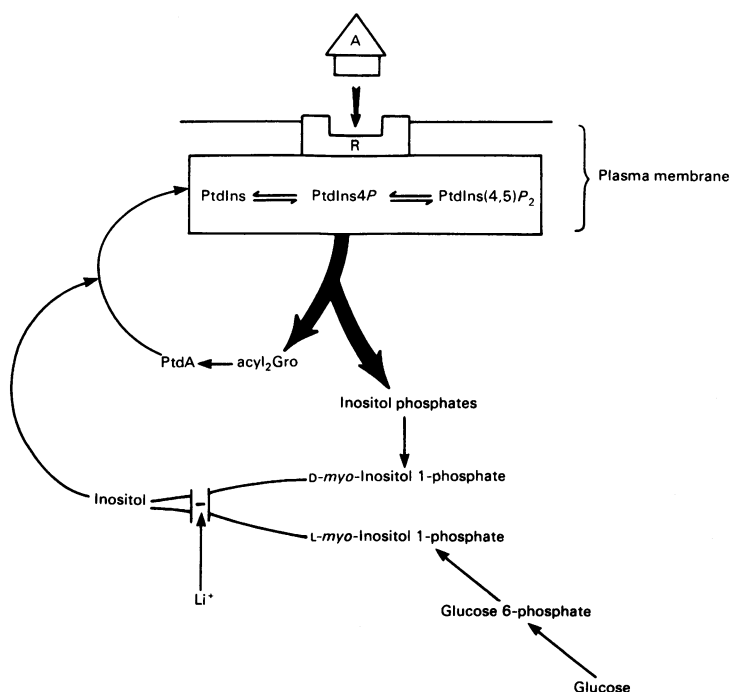 A
R
Plasma membrane
PtdIns PtdIns4P PtdIns(4,5)P₂
PtdA acyl₂Gro
Inositol phosphates
D-myo-Inositol 1-phosphate
Inositol
-
L-myo-Inositol 1-phosphate
Li⁺
Glucose 6-phosphate
Glucose